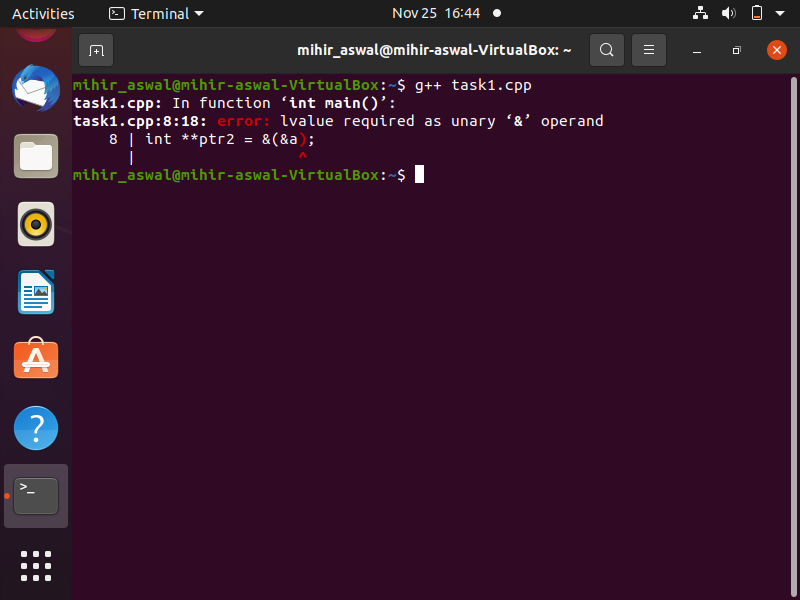 Activities Terminal Nov 25 16:44
mihir_aswal@mihir-aswal-VirtualBox: ~
mihir_aswal@mihir-aswal-VirtualBox:~$ g++ task1.cpp
task1.cpp: In function ‘int main()’:
task1.cpp:8:18: error: lvalue required as unary ‘&’ operand
    8 | int **ptr2 = &(&a);
      |                  ^
mihir_aswal@mihir-aswal-VirtualBox:~$